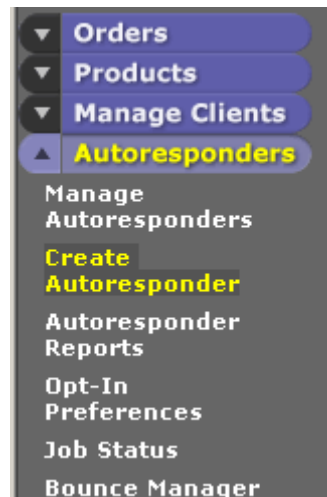 Orders
Products
Manage Clients
Autoresponders
Manage
Autoresponders
Create
Autoresponder
Autoresponder
Reports
Opt-In
Preferences
Job Status
Bounce Manager